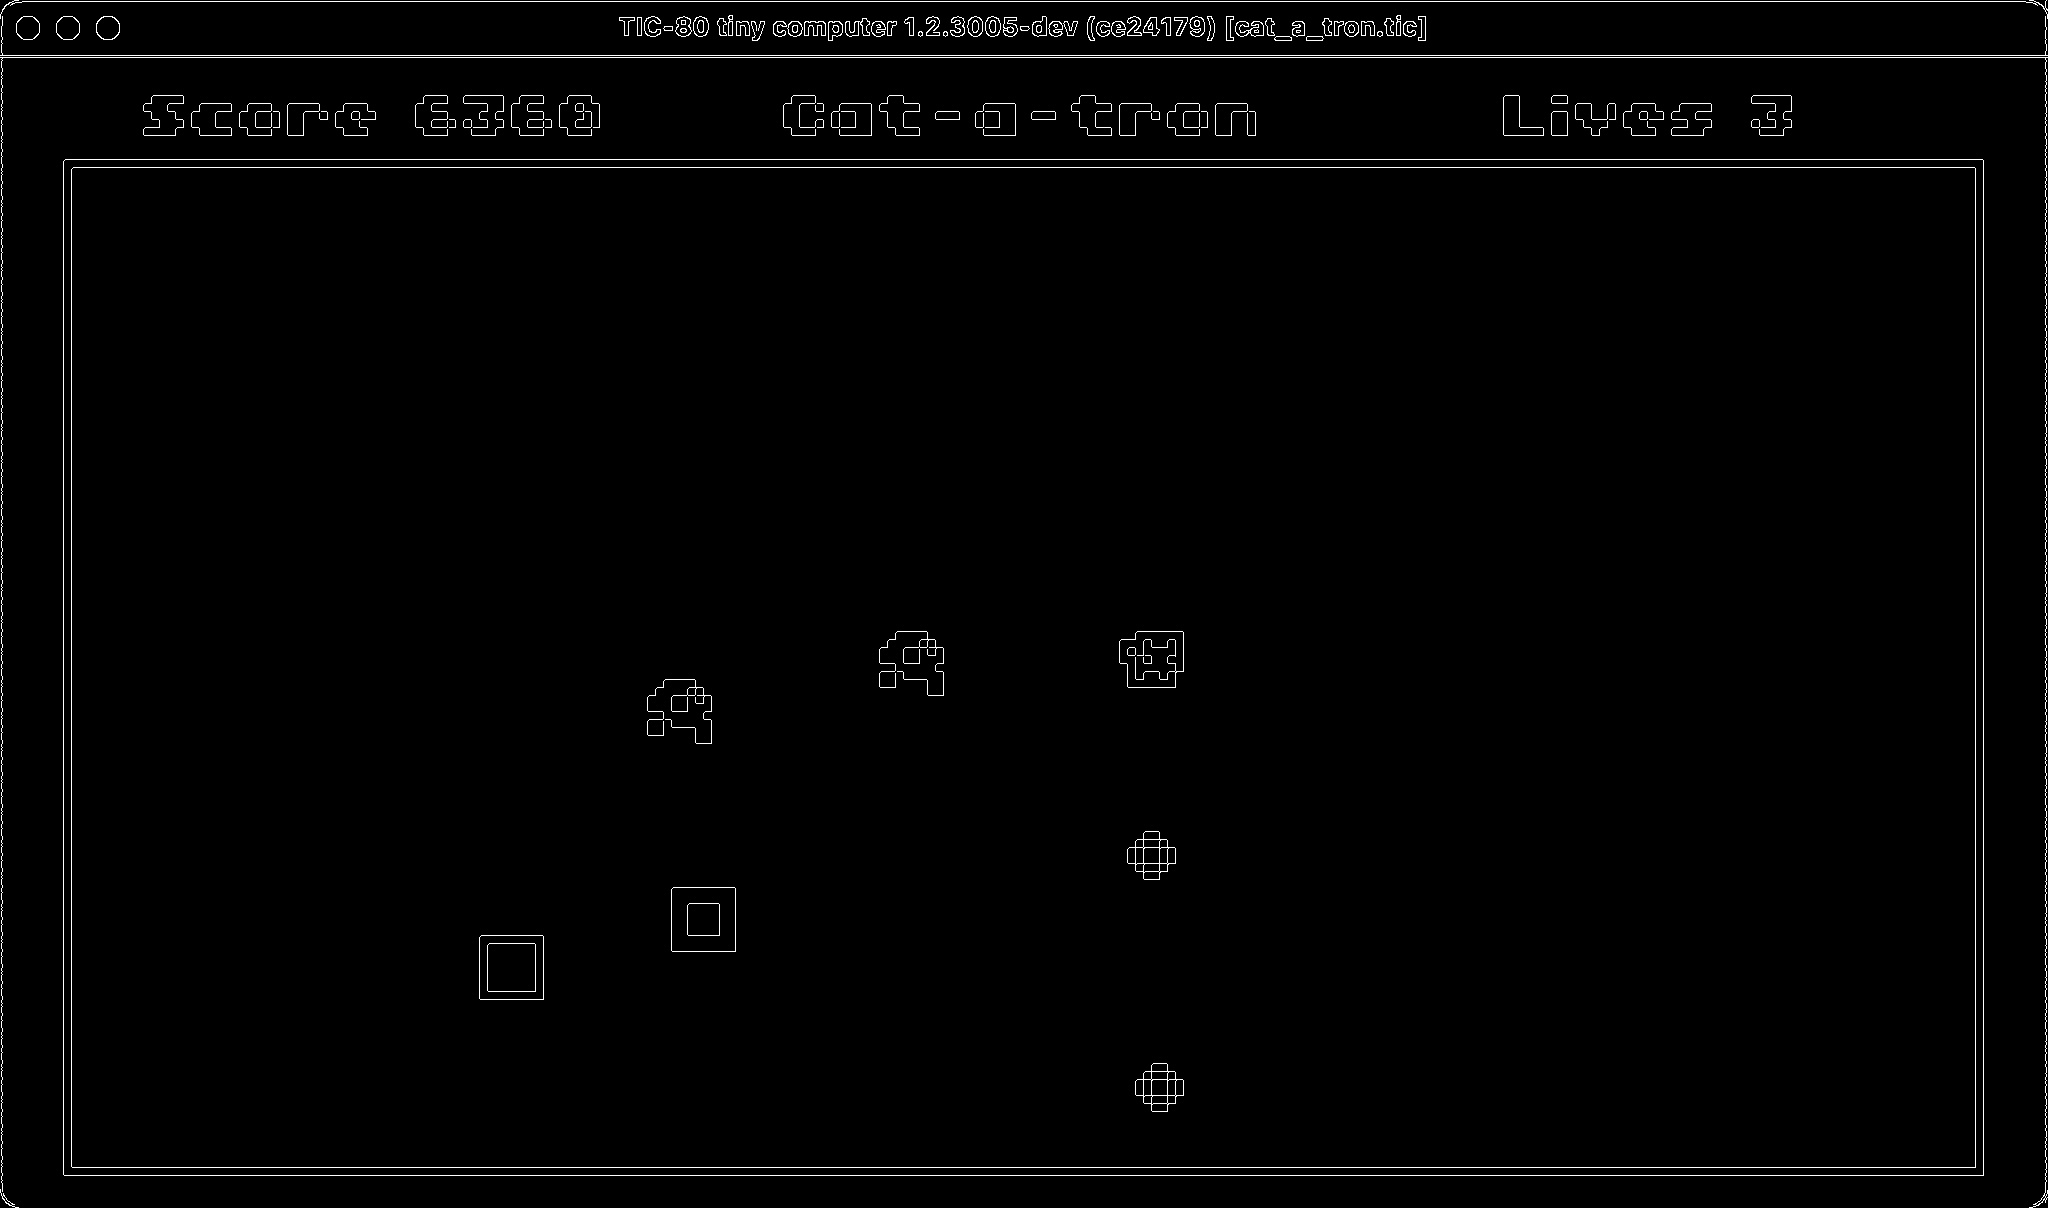 TIC-80 tiny computer 1.2.3005-dev (ce24179) [cat_a_tron.tic]
Score 6360 Cat-a-tron Lives 3